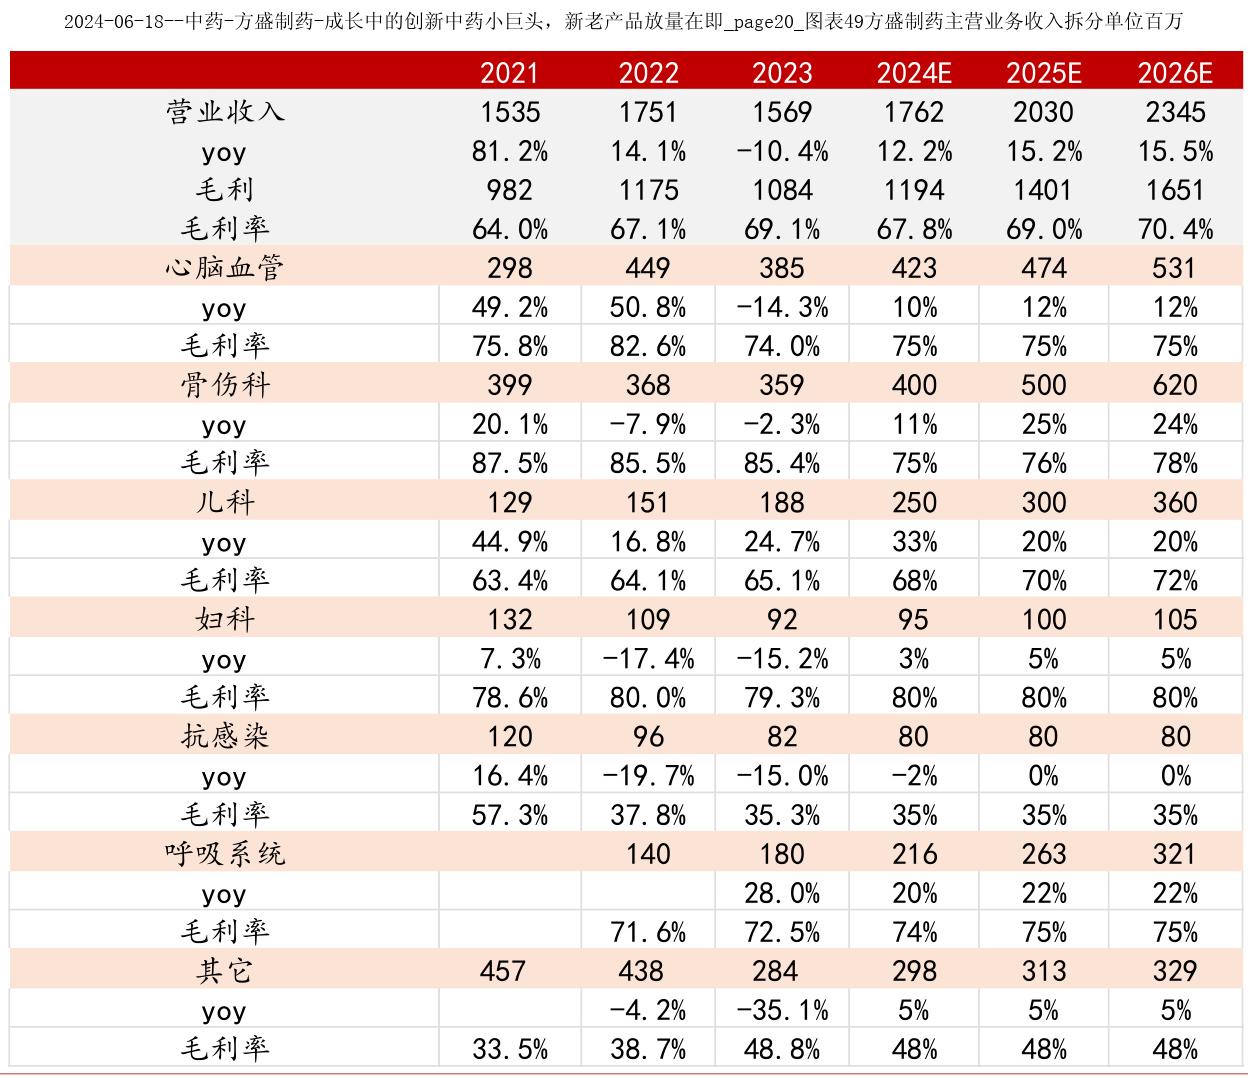 2024-06-18--中药-方盛制药-成长中的创新中药小巨头，新老产品放量在即_page20_图表49方盛制药主营业务收入拆分单位百万
2021 2022 2023 2024E 2025E 2026E
营业收入 1535 1751 1569 1762 2030 2345
yoy 81.2% 14.1% -10.4% 12.2% 15.2% 15.5%
毛利 982 1175 1084 1194 1401 1651
毛利率 64.0% 67.1% 69.1% 67.8% 69.0% 70.4%
心脑血管 298 449 385 423 474 531
yoy 49.2% 50.8% -14.3% 10% 12% 12%
毛利率 75.8% 82.6% 74.0% 75% 75% 75%
骨伤科 399 368 359 400 500 620
yoy 20.1% -7.9% -2.3% 11% 25% 24%
毛利率 87.5% 85.5% 85.4% 75% 76% 78%
儿科 129 151 188 250 300 360
yoy 44.9% 16.8% 24.7% 33% 20% 20%
毛利率 63.4% 64.1% 65.1% 68% 70% 72%
妇科 132 109 92 95 100 105
yoy 7.3% -17.4% -15.2% 3% 5% 5%
毛利率 78.6% 80.0% 79.3% 80% 80% 80%
抗感染 120 96 82 80 80 80
yoy 16.4% -19.7% -15.0% -2% 0% 0%
毛利率 57.3% 37.8% 35.3% 35% 35% 35%
呼吸系统 140 180 216 263 321
yoy 28.0% 20% 22% 22%
毛利率 71.6% 72.5% 74% 75% 75%
其它 457 438 284 298 313 329
yoy -4.2% -35.1% 5% 5% 5%
毛利率 33.5% 38.7% 48.8% 48% 48% 48%